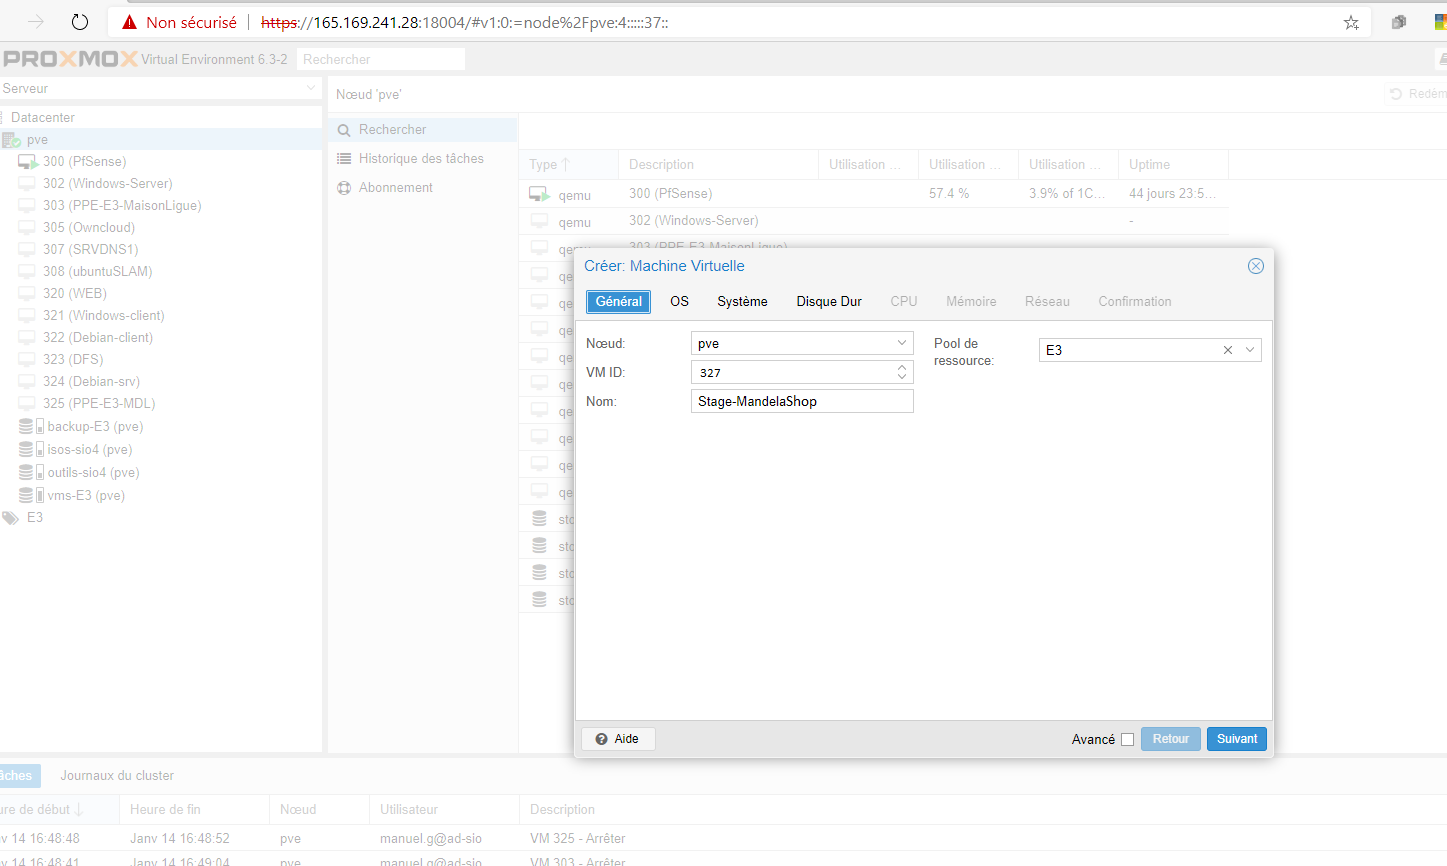 Non sécurisé https://165.169.241.28:18004/#v1:0:=node%2Fpve:4:::::37::
PROXMOX Virtual Environment 6.3-2 Rechercher
Serveur
Datacenter
pve
300 (PfSense)
302 (Windows-Server)
303 (PPE-E3-MaisonLigue)
305 (Owncloud)
307 (SRVDNS1)
308 (ubuntuSLAM)
320 (WEB)
321 (Windows-client)
322 (Debian-client)
323 (DFS)
324 (Debian-srv)
325 (PPE-E3-MDL)
backup-E3 (pve)
isos-sio4 (pve)
outils-sio4 (pve)
vms-E3 (pve)
E3
Nœud 'pve'
Redém
Rechercher
Historique des tâches
Abonnement
Type Description Utilisation ... Utilisation ... Utilisation ... Uptime
qemu 300 (PfSense) 57.4 % 3.9% of 1C... 44 jours 23:5...
qemu 302 (Windows-Server) -
qemu 303 (PPE-E3-MaisonLigue)
qe
qe
qe
qe
qe
qe
qe
qe
qe
sto
sto
sto
sto
Créer: Machine Virtuelle
Général OS Système Disque Dur CPU Mémoire Réseau Confirmation
Nœud: pve
VM ID: 327
Nom: Stage-MandelaShop
Pool de
ressource: E3
Aide Avancé Retour Suivant
âches Journaux du cluster
ure de début Heure de fin Nœud Utilisateur Description
nv 14 16:48:48 Janv 14 16:48:52 pve manuel.g@ad-sio VM 325 - Arrêter
nv 14 16:48:41 Janv 14 16:49:04 pve manuel.g@ad-sio VM 303 - Arrêter